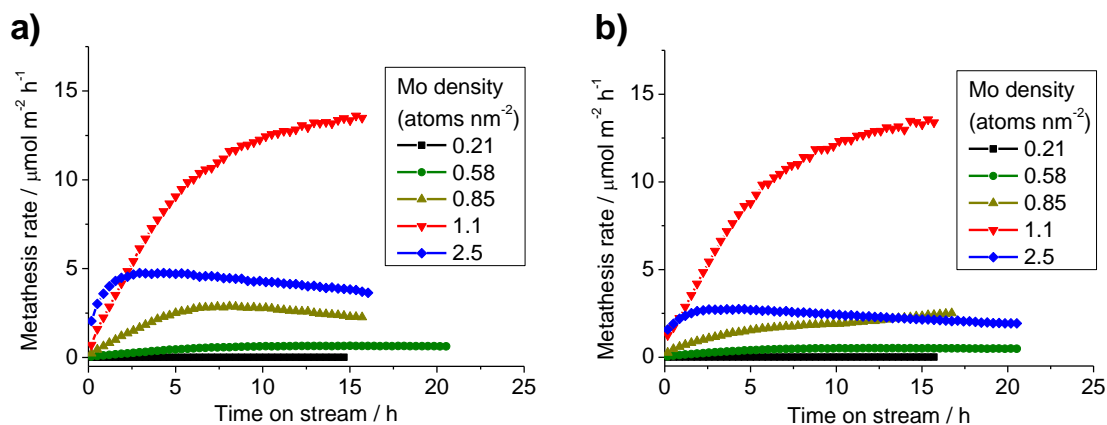 a)
Metathesis rate / μmol m⁻² h⁻¹
15
10
5
0
0 5 10 15 20 25
Time on stream / h
Mo density
(atoms nm⁻²)
0.21
0.58
0.85
1.1
2.5
b)
Metathesis rate / μmol m⁻² h⁻¹
15
10
5
0
0 5 10 15 20 25
Time on stream / h
Mo density
(atoms nm⁻²)
0.21
0.58
0.85
1.1
2.5